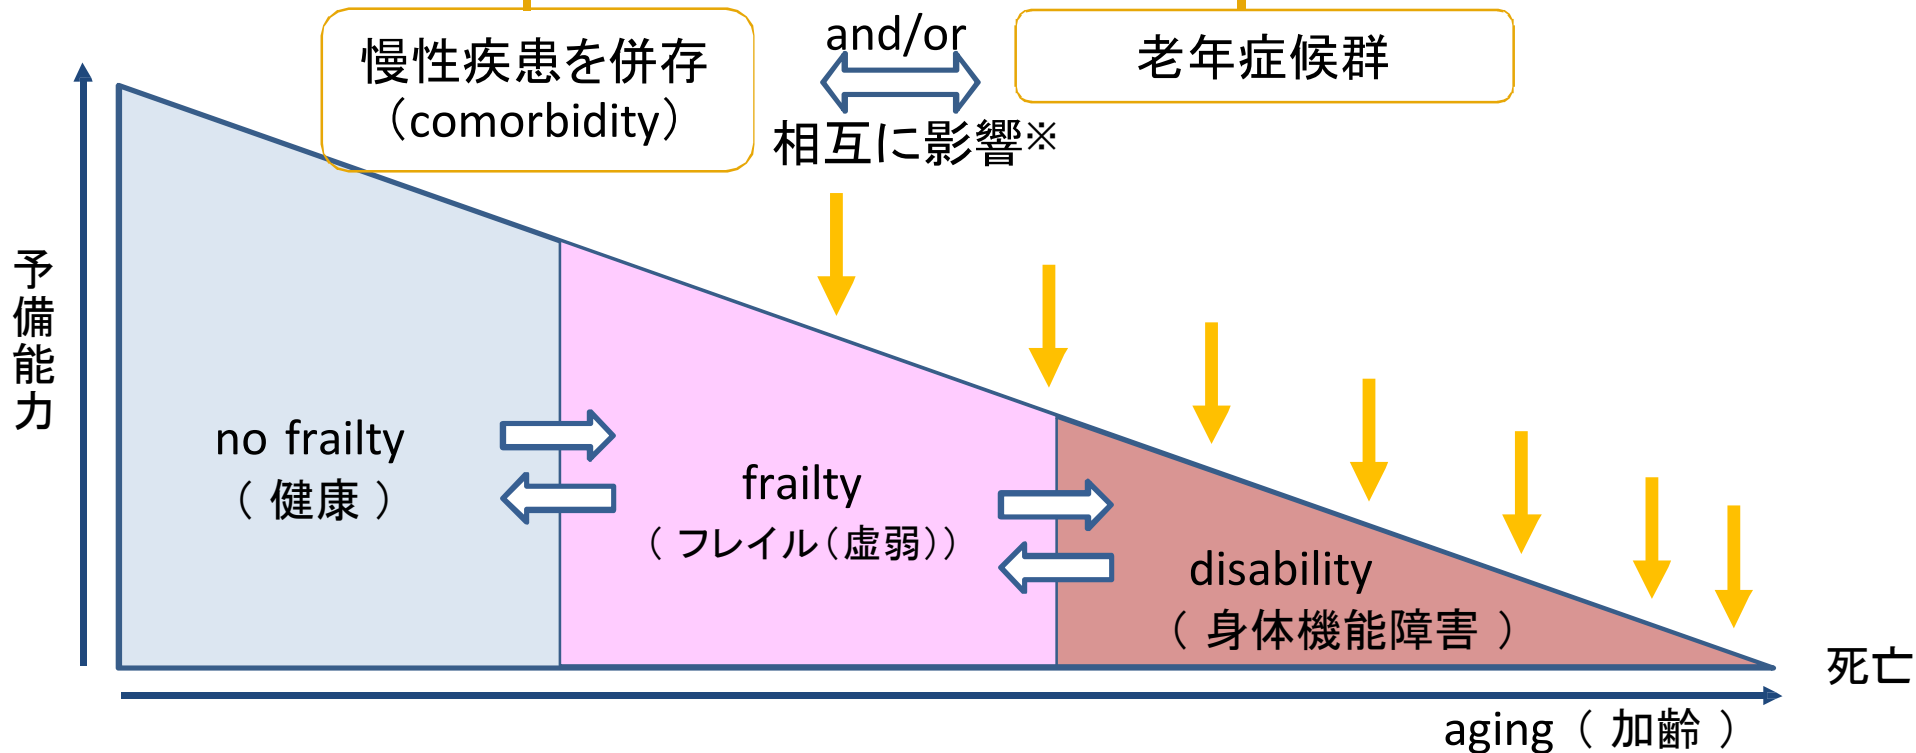 慢性疾患を併存
（comorbidity）
and/or
相互に影響※
老年症候群
予備能力
no frailty
（ 健康 ）
frailty
（ フレイル（虚弱））
disability
（ 身体機能障害 ）
死亡
aging（ 加齢 ）